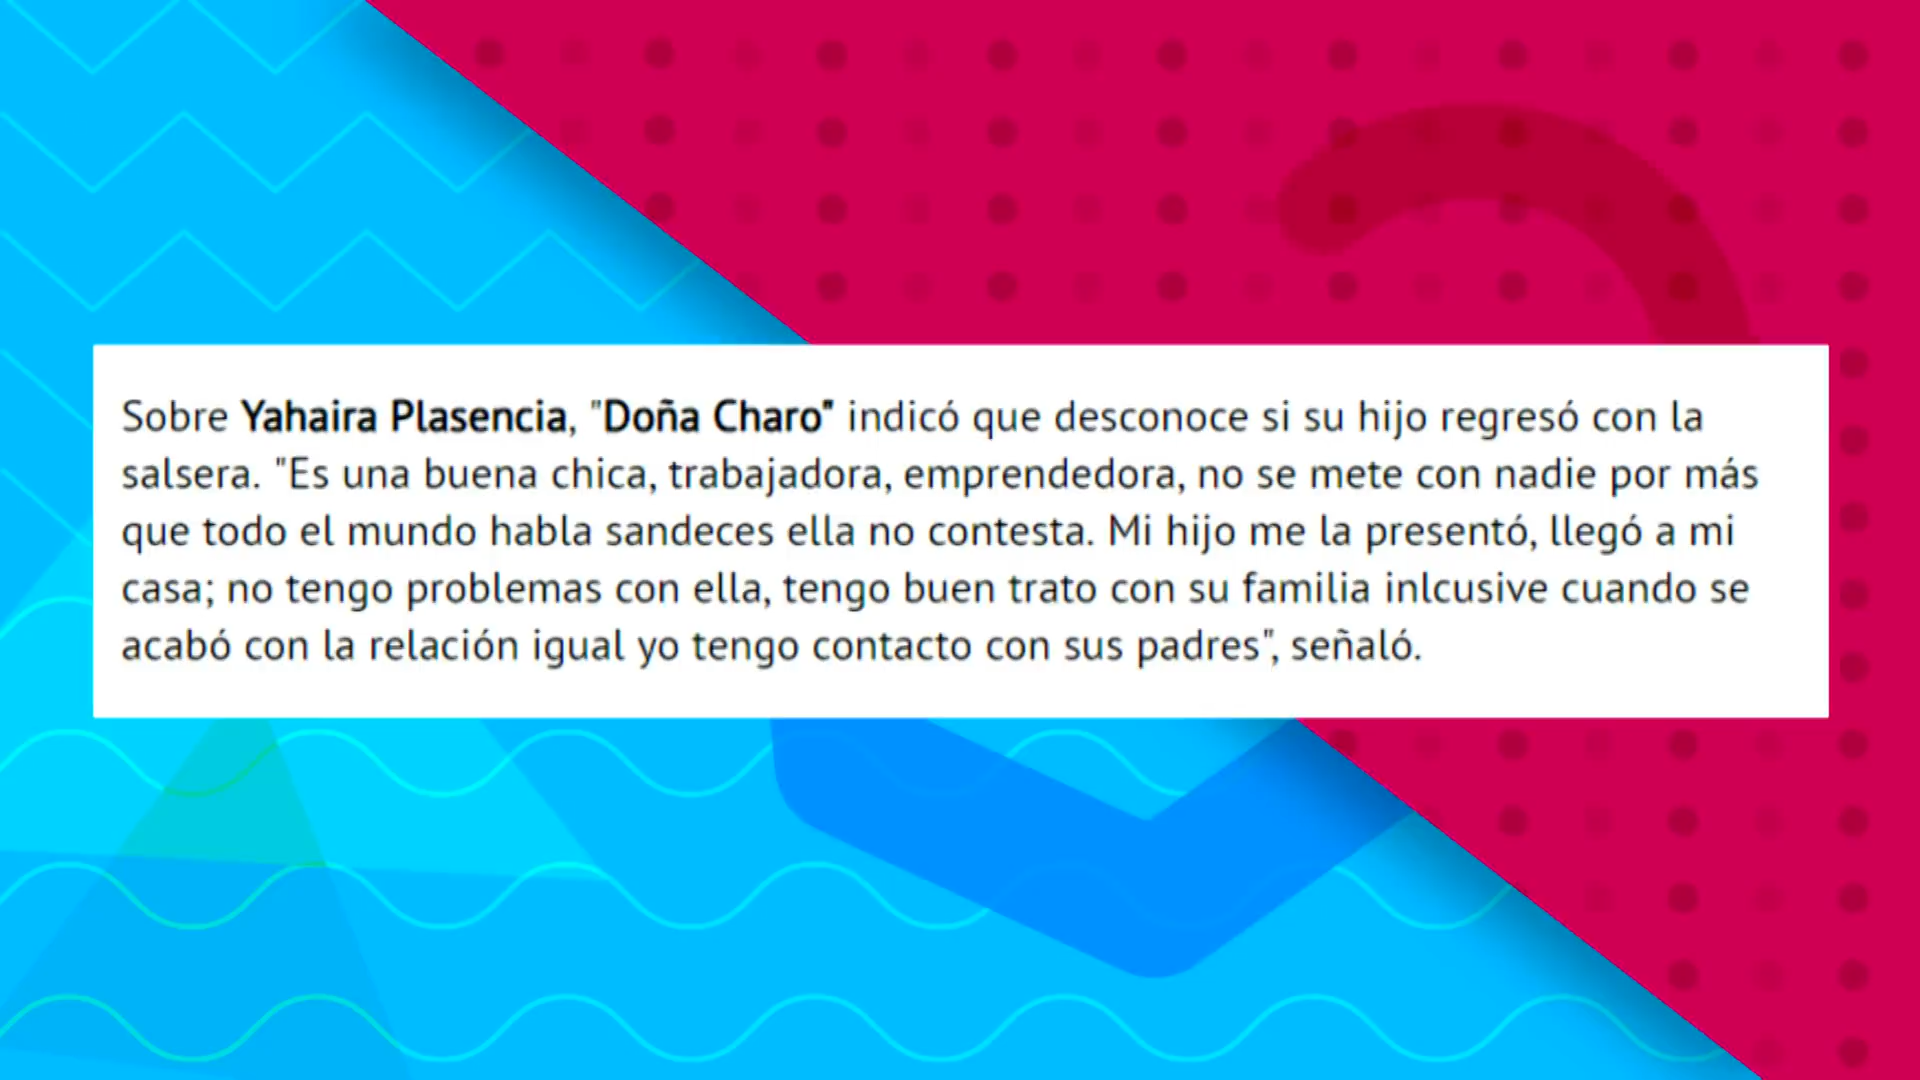 Sobre Yahaira Plasencia, "Doña Charo" indicó que desconoce si su hijo regresó con la
salsera. "Es una buena chica, trabajadora, emprendedora, no se mete con nadie por más
que todo el mundo habla sandeces ella no contesta. Mi hijo me la presentó, llegó a mi
casa; no tengo problemas con ella, tengo buen trato con su familia inlcusive cuando se
acabó con la relación igual yo tengo contacto con sus padres", señaló.